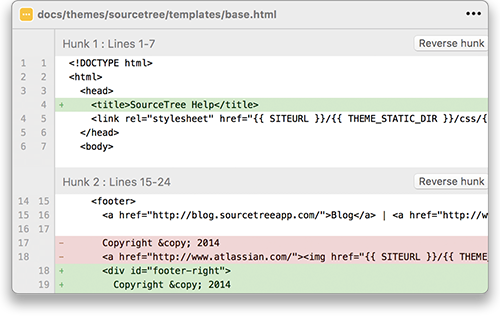 docs/themes/sourcetree/templates/base.html
Hunk 1 : Lines 1-7 Reverse hunk
1 1 <!DOCTYPE html>
2 2 <html>
3 3 <head>
4 + <title>SourceTree Help</title>
4 5 <link rel="stylesheet" href="{{ SITEURL }}/{{ THEME_STATIC_DIR }}/css/{
5 6 </head>
6 7 <body>
Hunk 2 : Lines 15-24 Reverse hunk
14 15 <footer>
15 16 <a href="http://blog.sourcetreeapp.com/">Blog</a> | <a href="http://w
16 17
17 - Copyright &copy; 2014
18 - <a href="http://www.atlassian.com/"><img href="{{ SITEURL }}/{{ THEME_
18 + <div id="footer-right">
19 + Copyright &copy; 2014